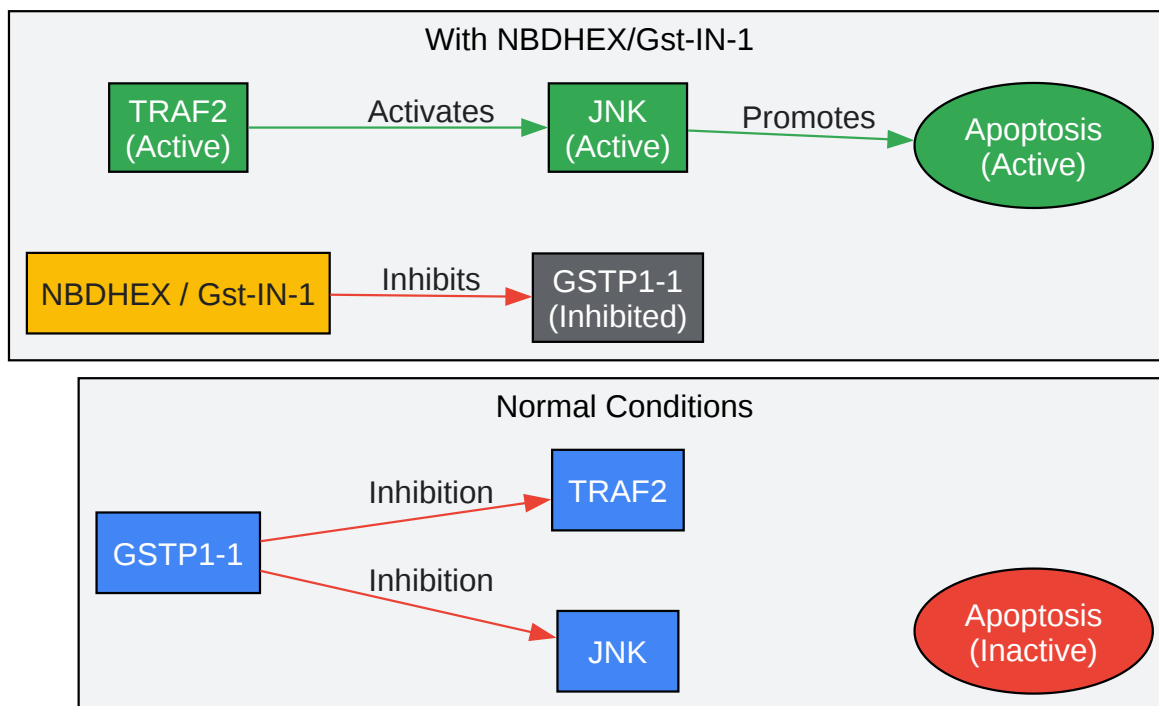 With NBDHEX/Gst-IN-1
TRAF2
(Active)
Activates
JNK
(Active)
Promotes
Apoptosis
(Active)
NBDHEX / Gst-IN-1
Inhibits
GSTP1-1
(Inhibited)
Normal Conditions
GSTP1-1
Inhibition
TRAF2
Inhibition
JNK
Apoptosis
(Inactive)